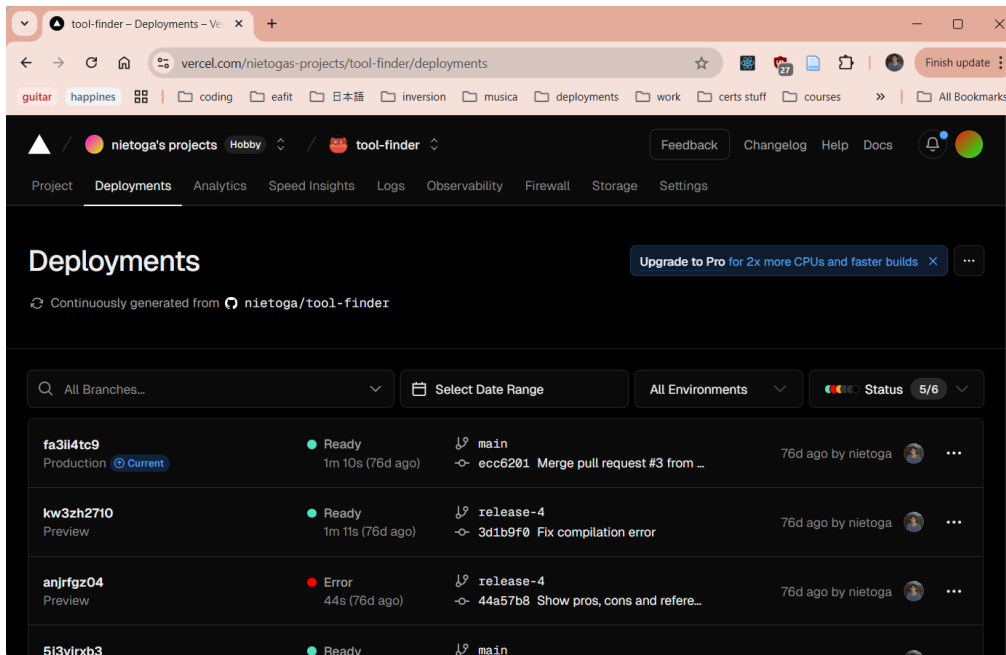 tool-finder – Deployments – Ve
vercel.com/nietogas-projects/tool-finder/deployments
27
Finish update
guitar
happines
coding
eafit
日本語
inversion
musica
deployments
work
certs stuff
courses
All Bookmarks
nietoga's projects Hobby
tool-finder
Feedback
Changelog
Help
Docs
Project
Deployments
Analytics
Speed Insights
Logs
Observability
Firewall
Storage
Settings
Deployments
Upgrade to Pro for 2x more CPUs and faster builds
Continuously generated from nietoga/tool-finder
All Branches...
Select Date Range
All Environments
Status 5/6
fa3ii4tc9
Production Current
Ready
1m 10s (76d ago)
main
ecc6201 Merge pull request #3 from ...
76d ago by nietoga
kw3zh2710
Preview
Ready
1m 11s (76d ago)
release-4
3d1b9f0 Fix compilation error
76d ago by nietoga
anjrfgz04
Preview
Error
44s (76d ago)
release-4
44a57b8 Show pros, cons and refere...
76d ago by nietoga
Ready
main